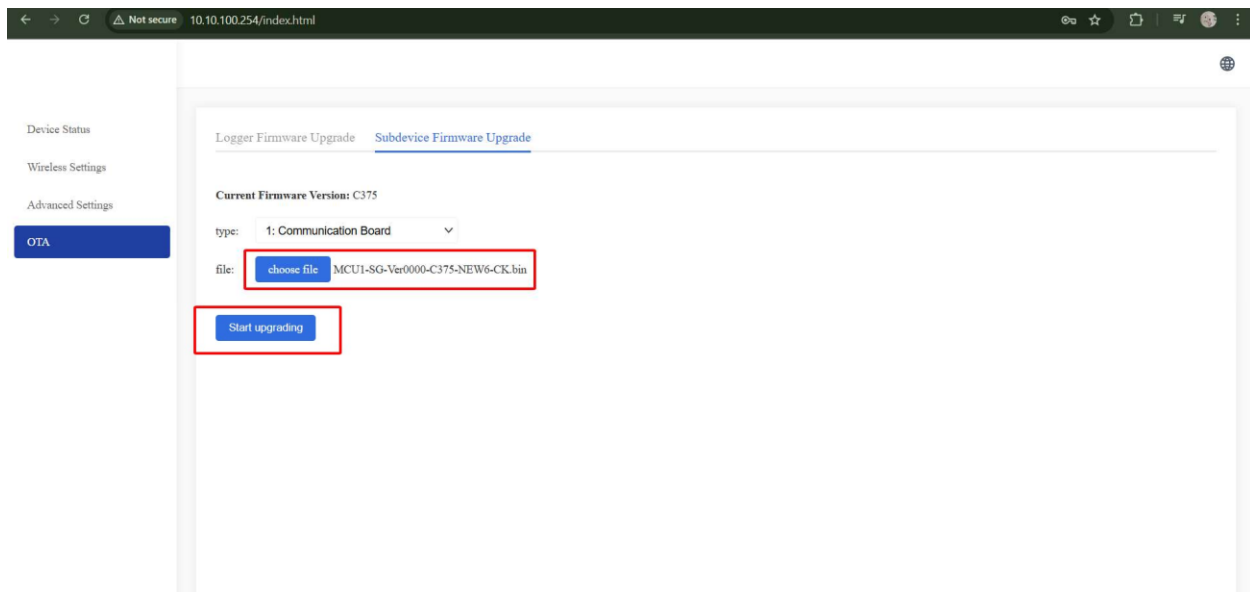 Not secure 10.10.100.254/index.html
Device Status
Wireless Settings
Advanced Settings
OTA
Logger Firmware Upgrade Subdevice Firmware Upgrade
Current Firmware Version: C375
type: 1: Communication Board
file: choose file MCU1-SG-Ver0000-C375-NEW6-CK.bin
Start upgrading